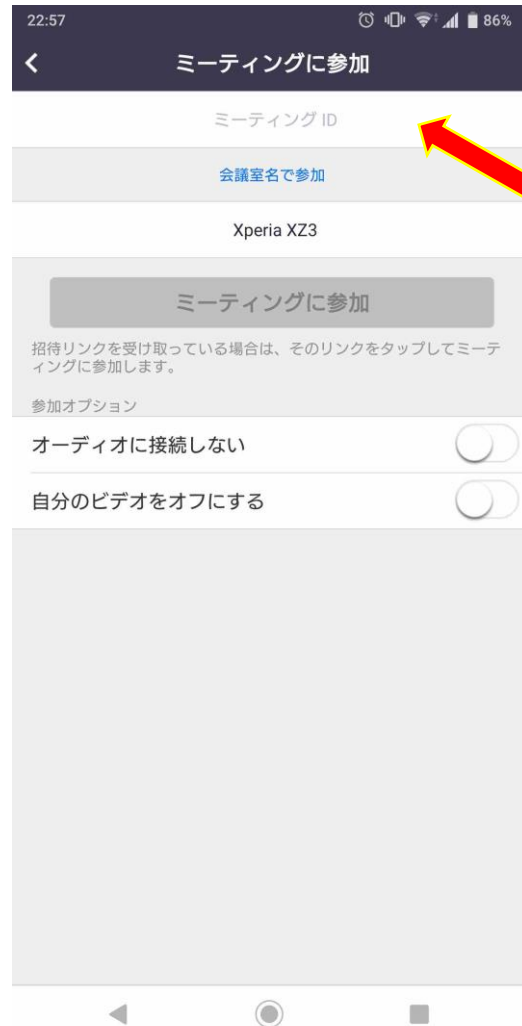 22:57 86%
ミーティングに参加
ミーティング ID
会議室名で参加
Xperia XZ3
ミーティングに参加
招待リンクを受け取っている場合は、そのリンクをタップしてミーテ
ィングに参加します。
参加オプション
オーディオに接続しない
自分のビデオをオフにする